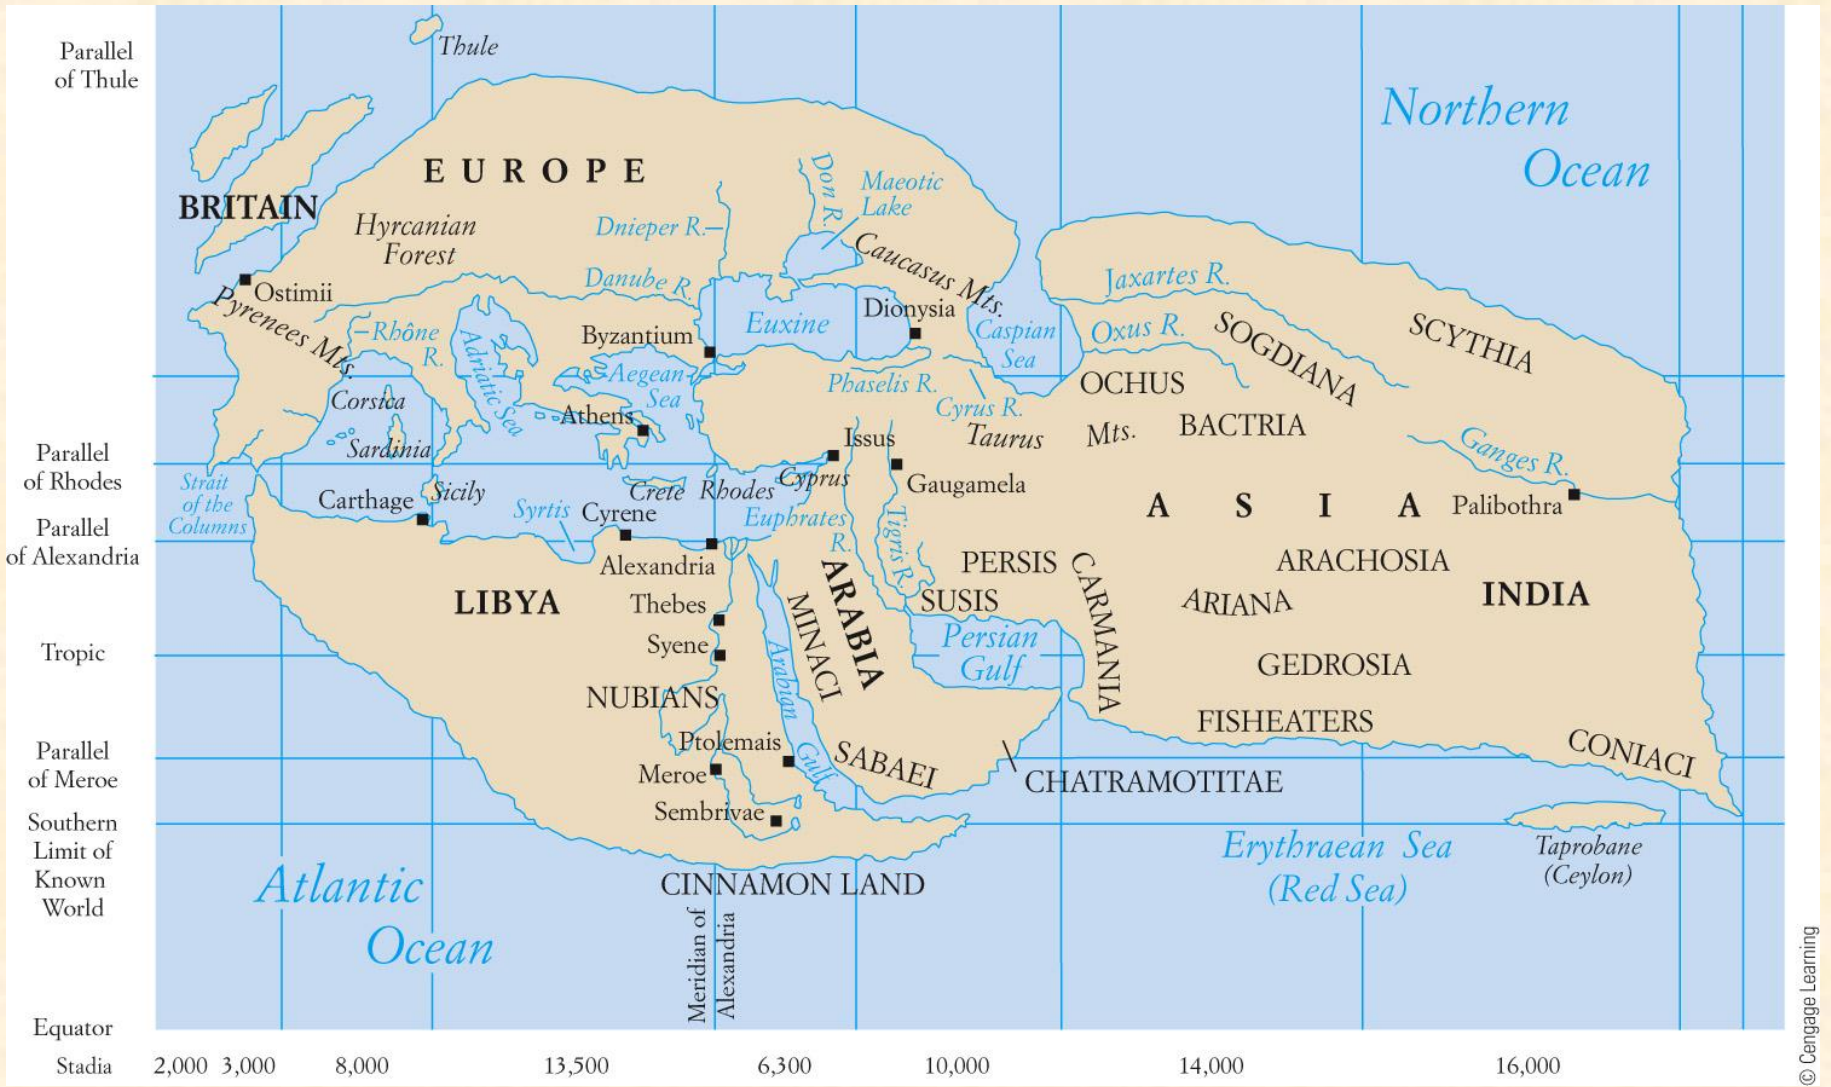 Parallel
of Thule
Thule
Northern
Ocean
EUROPE
Don R.
Maeotic
Lake
BRITAIN
Hyrcanian
Forest
Dnieper R.
Caucasus Mts.
Ostimii
Danube R.
Jaxartes R.
Pyrenees Mts.
Dionysia
Rhône
R.
Adriatic Sea
Byzantium
Euxine
Caspian
Sea
Oxus R.
SOGDIANA
SCYTHIA
Aegean
Sea
Phaselis R.
OCHUS
Corsica
Athens
Cyrus R.
BACTRIA
Sardinia
Issus
Taurus Mts.
Ganges R.
Parallel
of Rhodes
Strait
of the
Columns
Carthage
Sicily
Syrtis
Cyrene
Crete
Rhodes
Cyprus
Gaugamela
ASIA
Palibothra
Euphrates
R.
Tigris R.
Parallel
of Alexandria
Alexandria
PERSIS
CARMANIA
ARACHOSIA
LIBYA
Thebes
MINACI
ARABIA
SUSIS
ARIANA
INDIA
Tropic
Syene
Arabian Gulf
Persian
Gulf
GEDROSIA
NUBIANS
FISHEATERS
Parallel
of Meroe
Ptolemais
Meroe
SABAEI
CHATRAMOTITAE
CONIACI
Sembrivae
Southern
Limit of
Known
World
Erythraean Sea
(Red Sea)
Taprobane
(Ceylon)
Atlantic
Ocean
CINNAMON LAND
Meridian of
Alexandria
Equator
Stadia 2,000 3,000 8,000 13,500 6,300 10,000 14,000 16,000
© Cengage Learning